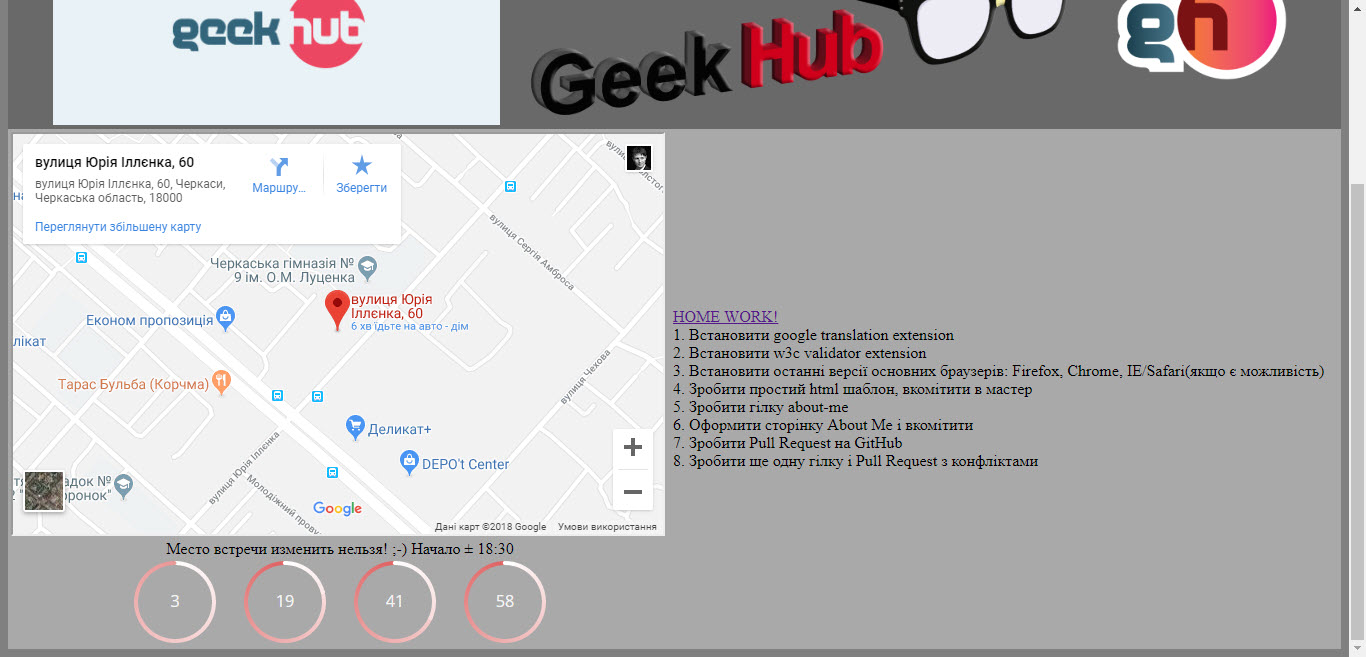 geek hub
Geek Hub
gh
вулиця Юрія Іллєнка, 60
вулиця Юрія Іллєнка, 60, Черкаси,
Черкаська область, 18000
Маршру...
Зберегти
Переглянути збільшену карту
вулиця Сергія Амброса
Черкаська гімназія №
9 ім. О.М. Луценка
вулиця Юрія
Іллєнка, 60
6 хв їдьте на авто - дім
Економ пропозиція
лікат
Тарас Бульба (Корчма)
вулиця Чехова
Деликат+
DEPO't Center
вулиця Юрія Іллєнка
Молодіжний прову
адок №
оронок"
Google
Дані карт ©2018 Google
Умови використання
HOME WORK!
1. Встановити google translation extension
2. Встановити w3c validator extension
3. Встановити останні версії основних браузерів: Firefox, Chrome, IE/Safari(якщо є можливість)
4. Зробити простий html шаблон, вкомітити в мастер
5. Зробити гілку about-me
6. Оформити сторінку About Me і вкомітити
7. Зробити Pull Request на GitHub
8. Зробити ще одну гілку і Pull Request з конфліктами
Место встречи изменить нельзя! ;-) Начало ± 18:30
3
19
41
58